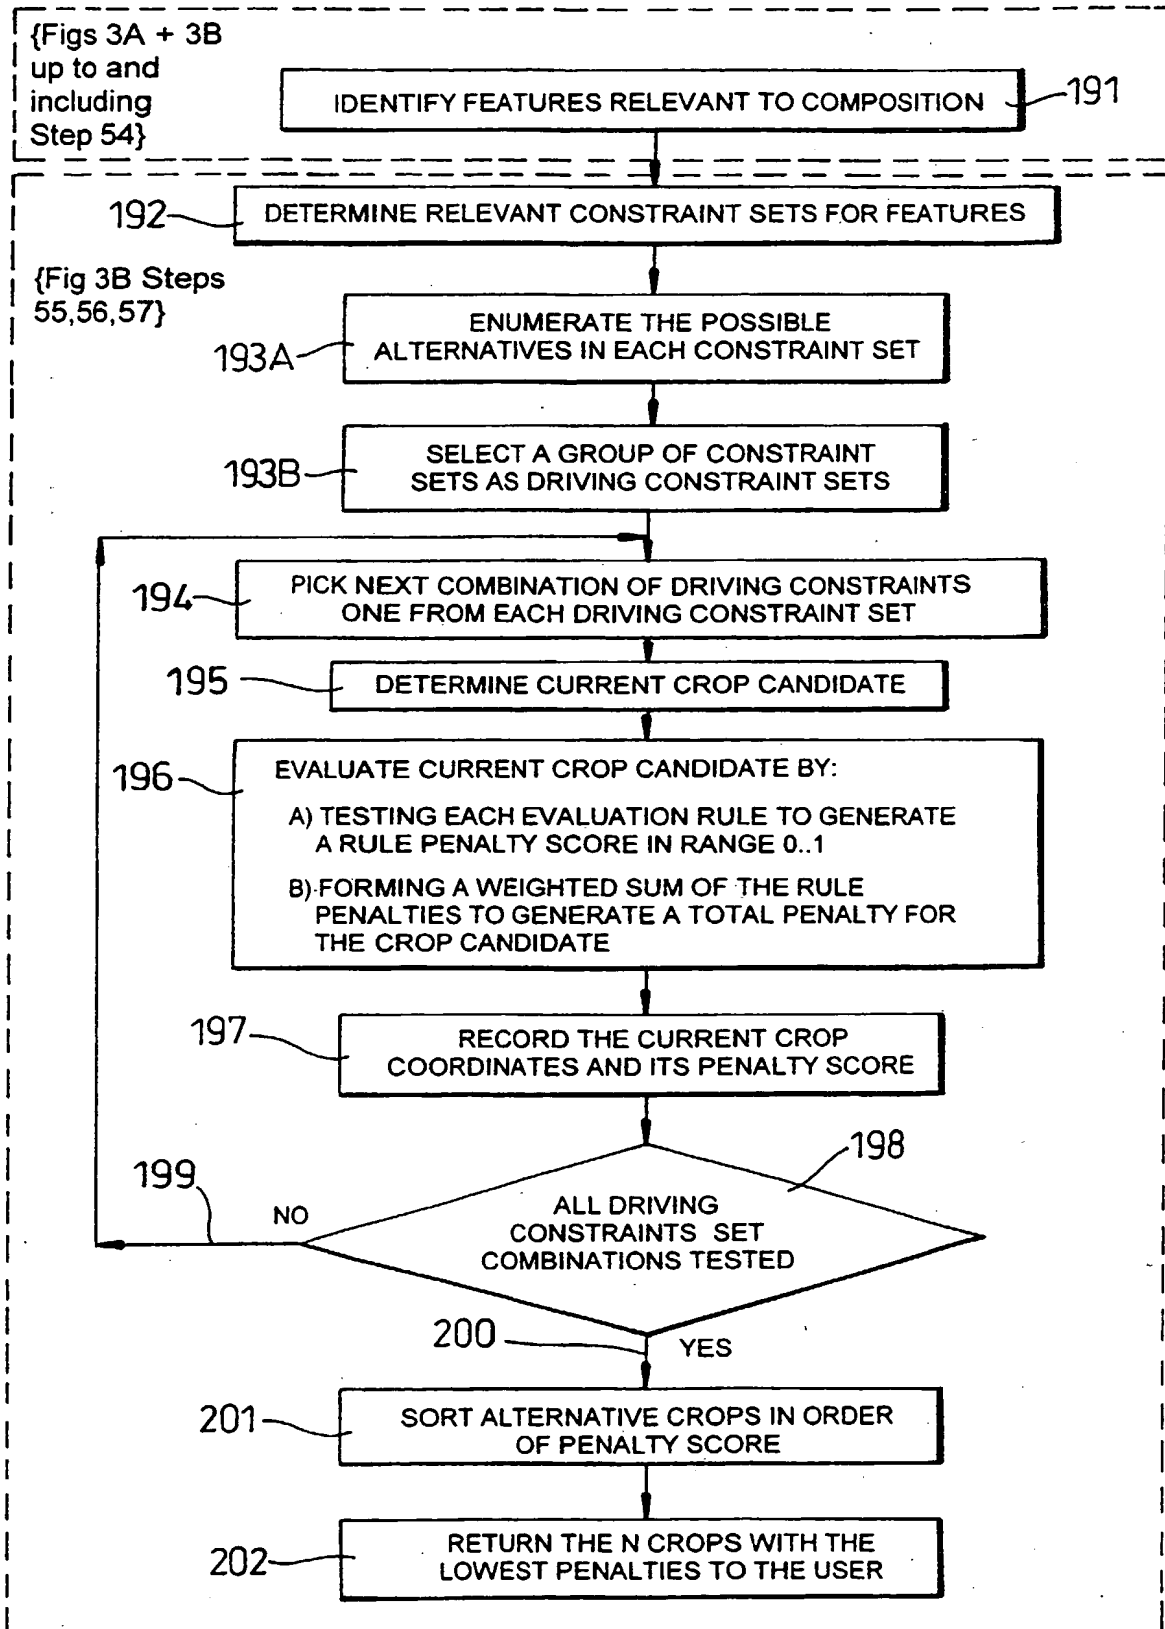 {Figs 3A + 3B
up to and
including
Step 54}
IDENTIFY FEATURES RELEVANT TO COMPOSITION
191
192
DETERMINE RELEVANT CONSTRAINT SETS FOR FEATURES
{Fig 3B Steps
55,56,57}
193A
ENUMERATE THE POSSIBLE
ALTERNATIVES IN EACH CONSTRAINT SET
193B
SELECT A GROUP OF CONSTRAINT
SETS AS DRIVING CONSTRAINT SETS
194
PICK NEXT COMBINATION OF DRIVING CONSTRAINTS
ONE FROM EACH DRIVING CONSTRAINT SET
195
DETERMINE CURRENT CROP CANDIDATE
196
EVALUATE CURRENT CROP CANDIDATE BY:
A) TESTING EACH EVALUATION RULE TO GENERATE
A RULE PENALTY SCORE IN RANGE 0..1
B) FORMING A WEIGHTED SUM OF THE RULE
PENALTIES TO GENERATE A TOTAL PENALTY FOR
THE CROP CANDIDATE
197
RECORD THE CURRENT CROP
COORDINATES AND ITS PENALTY SCORE
198
199
NO
ALL DRIVING
CONSTRAINTS SET
COMBINATIONS TESTED
200
YES
201
SORT ALTERNATIVE CROPS IN ORDER
OF PENALTY SCORE
202
RETURN THE N CROPS WITH THE
LOWEST PENALTIES TO THE USER